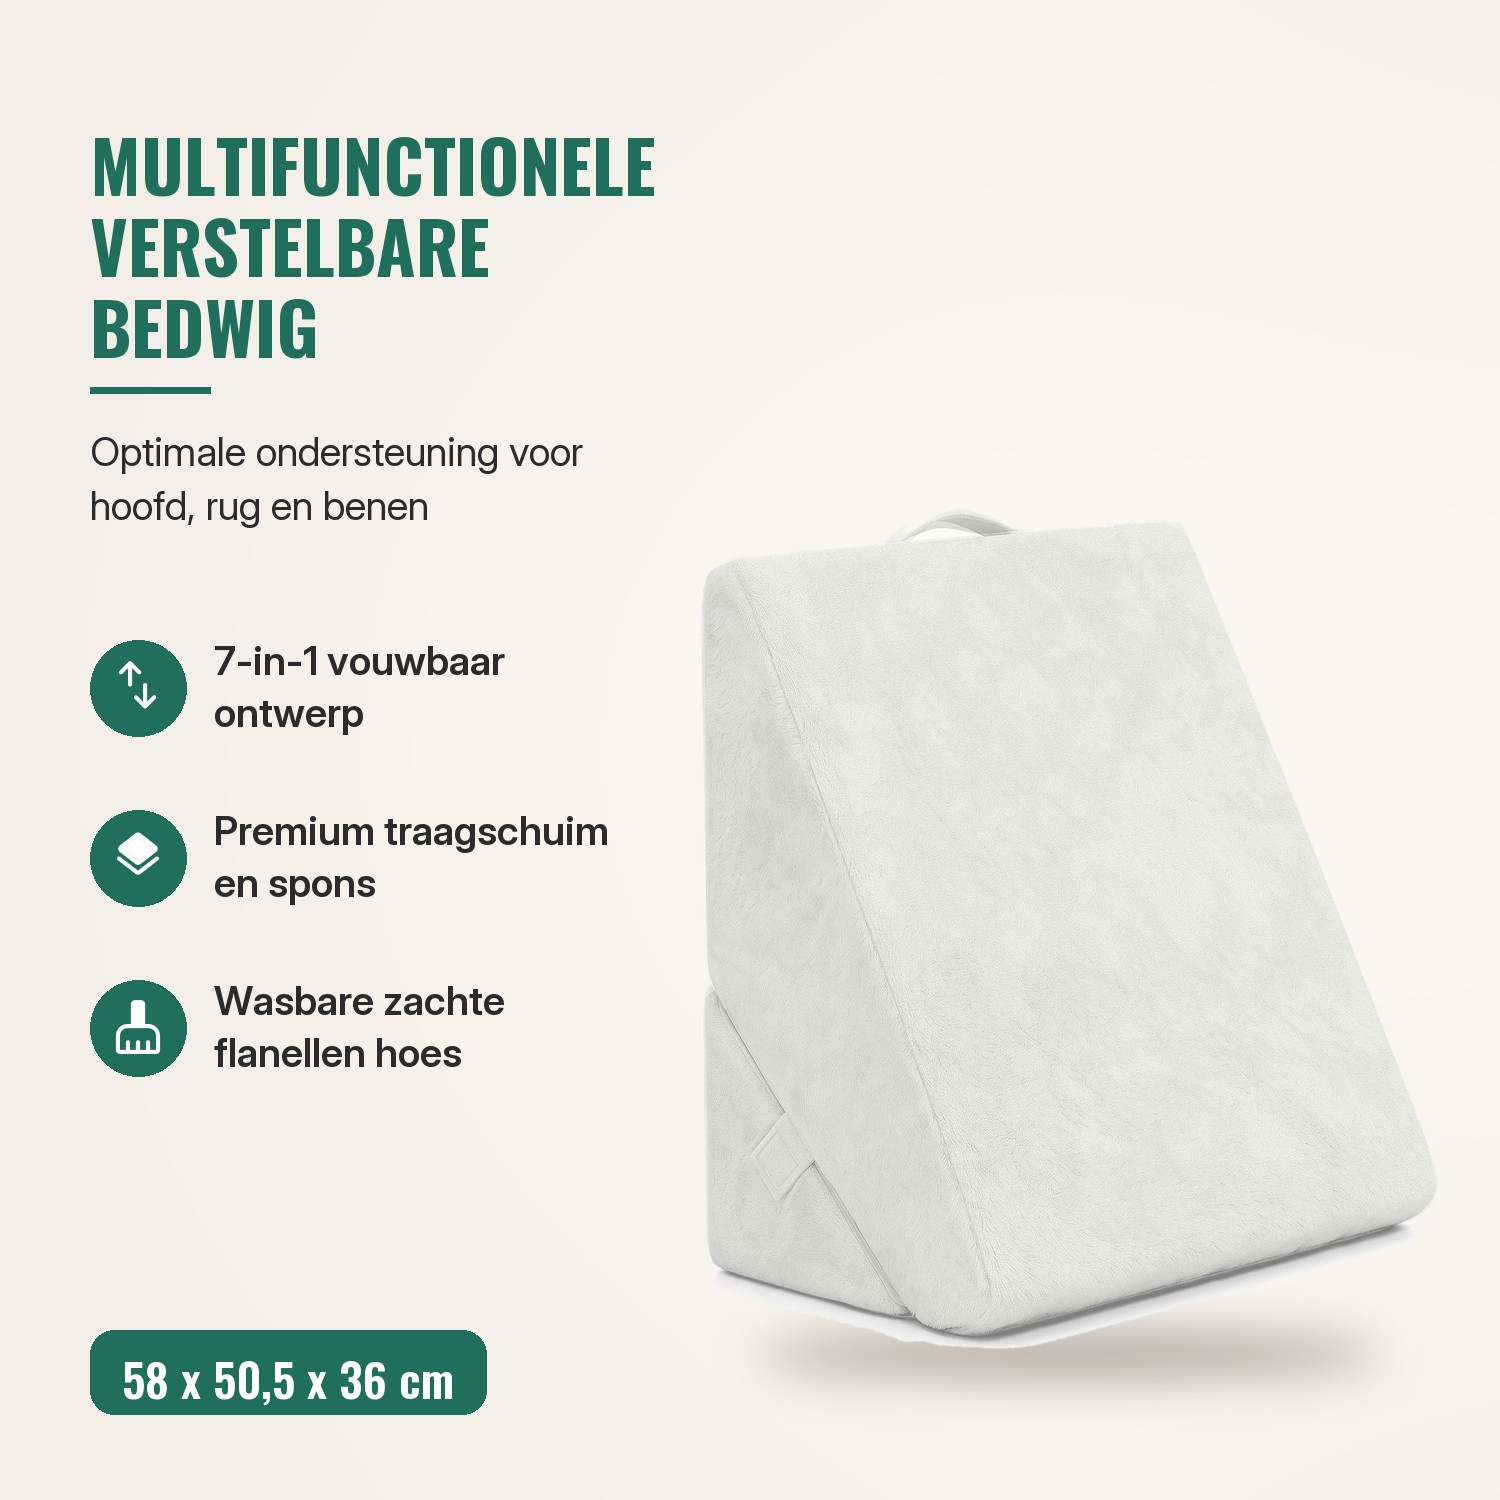 MULTIFUNCTIONELE
VERSTELBARE
BEDWIG
Optimale ondersteuning voor
hoofd, rug en benen
7-in-1 vouwbaar
ontwerp
Premium traagschuim
en spons
Wasbare zachte
flanellen hoes
58 x 50,5 x 36 cm